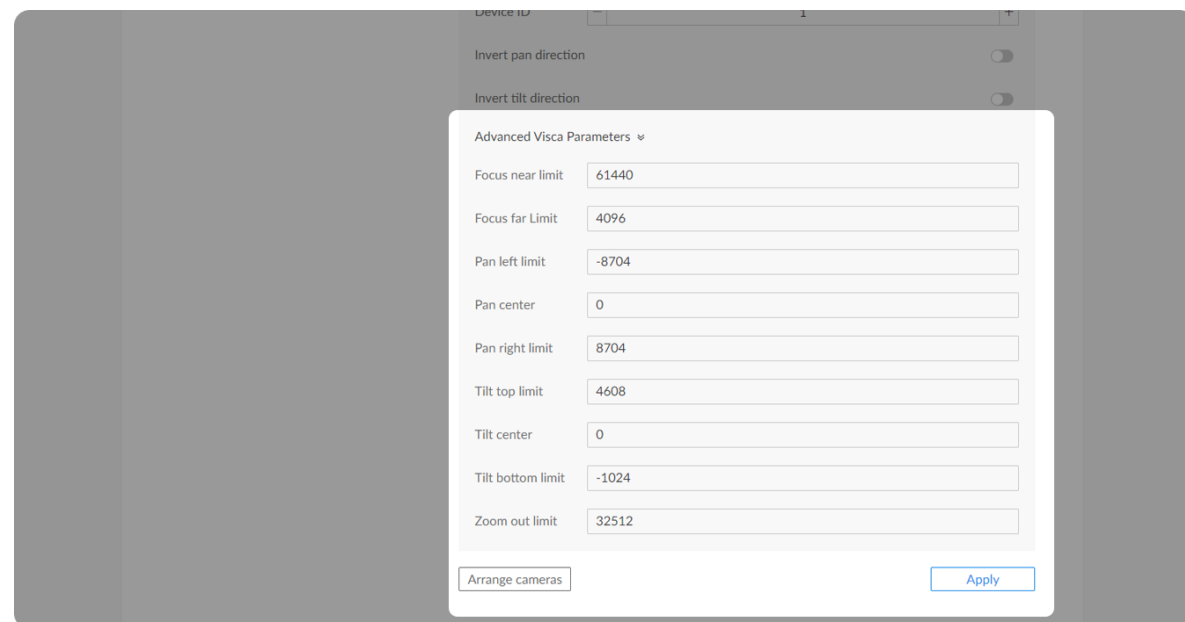 Device ID − 1 +
Invert pan direction
Invert tilt direction
Advanced Visca Parameters
Focus near limit 61440
Focus far Limit 4096
Pan left limit -8704
Pan center 0
Pan right limit 8704
Tilt top limit 4608
Tilt center 0
Tilt bottom limit -1024
Zoom out limit 32512
Arrange cameras Apply